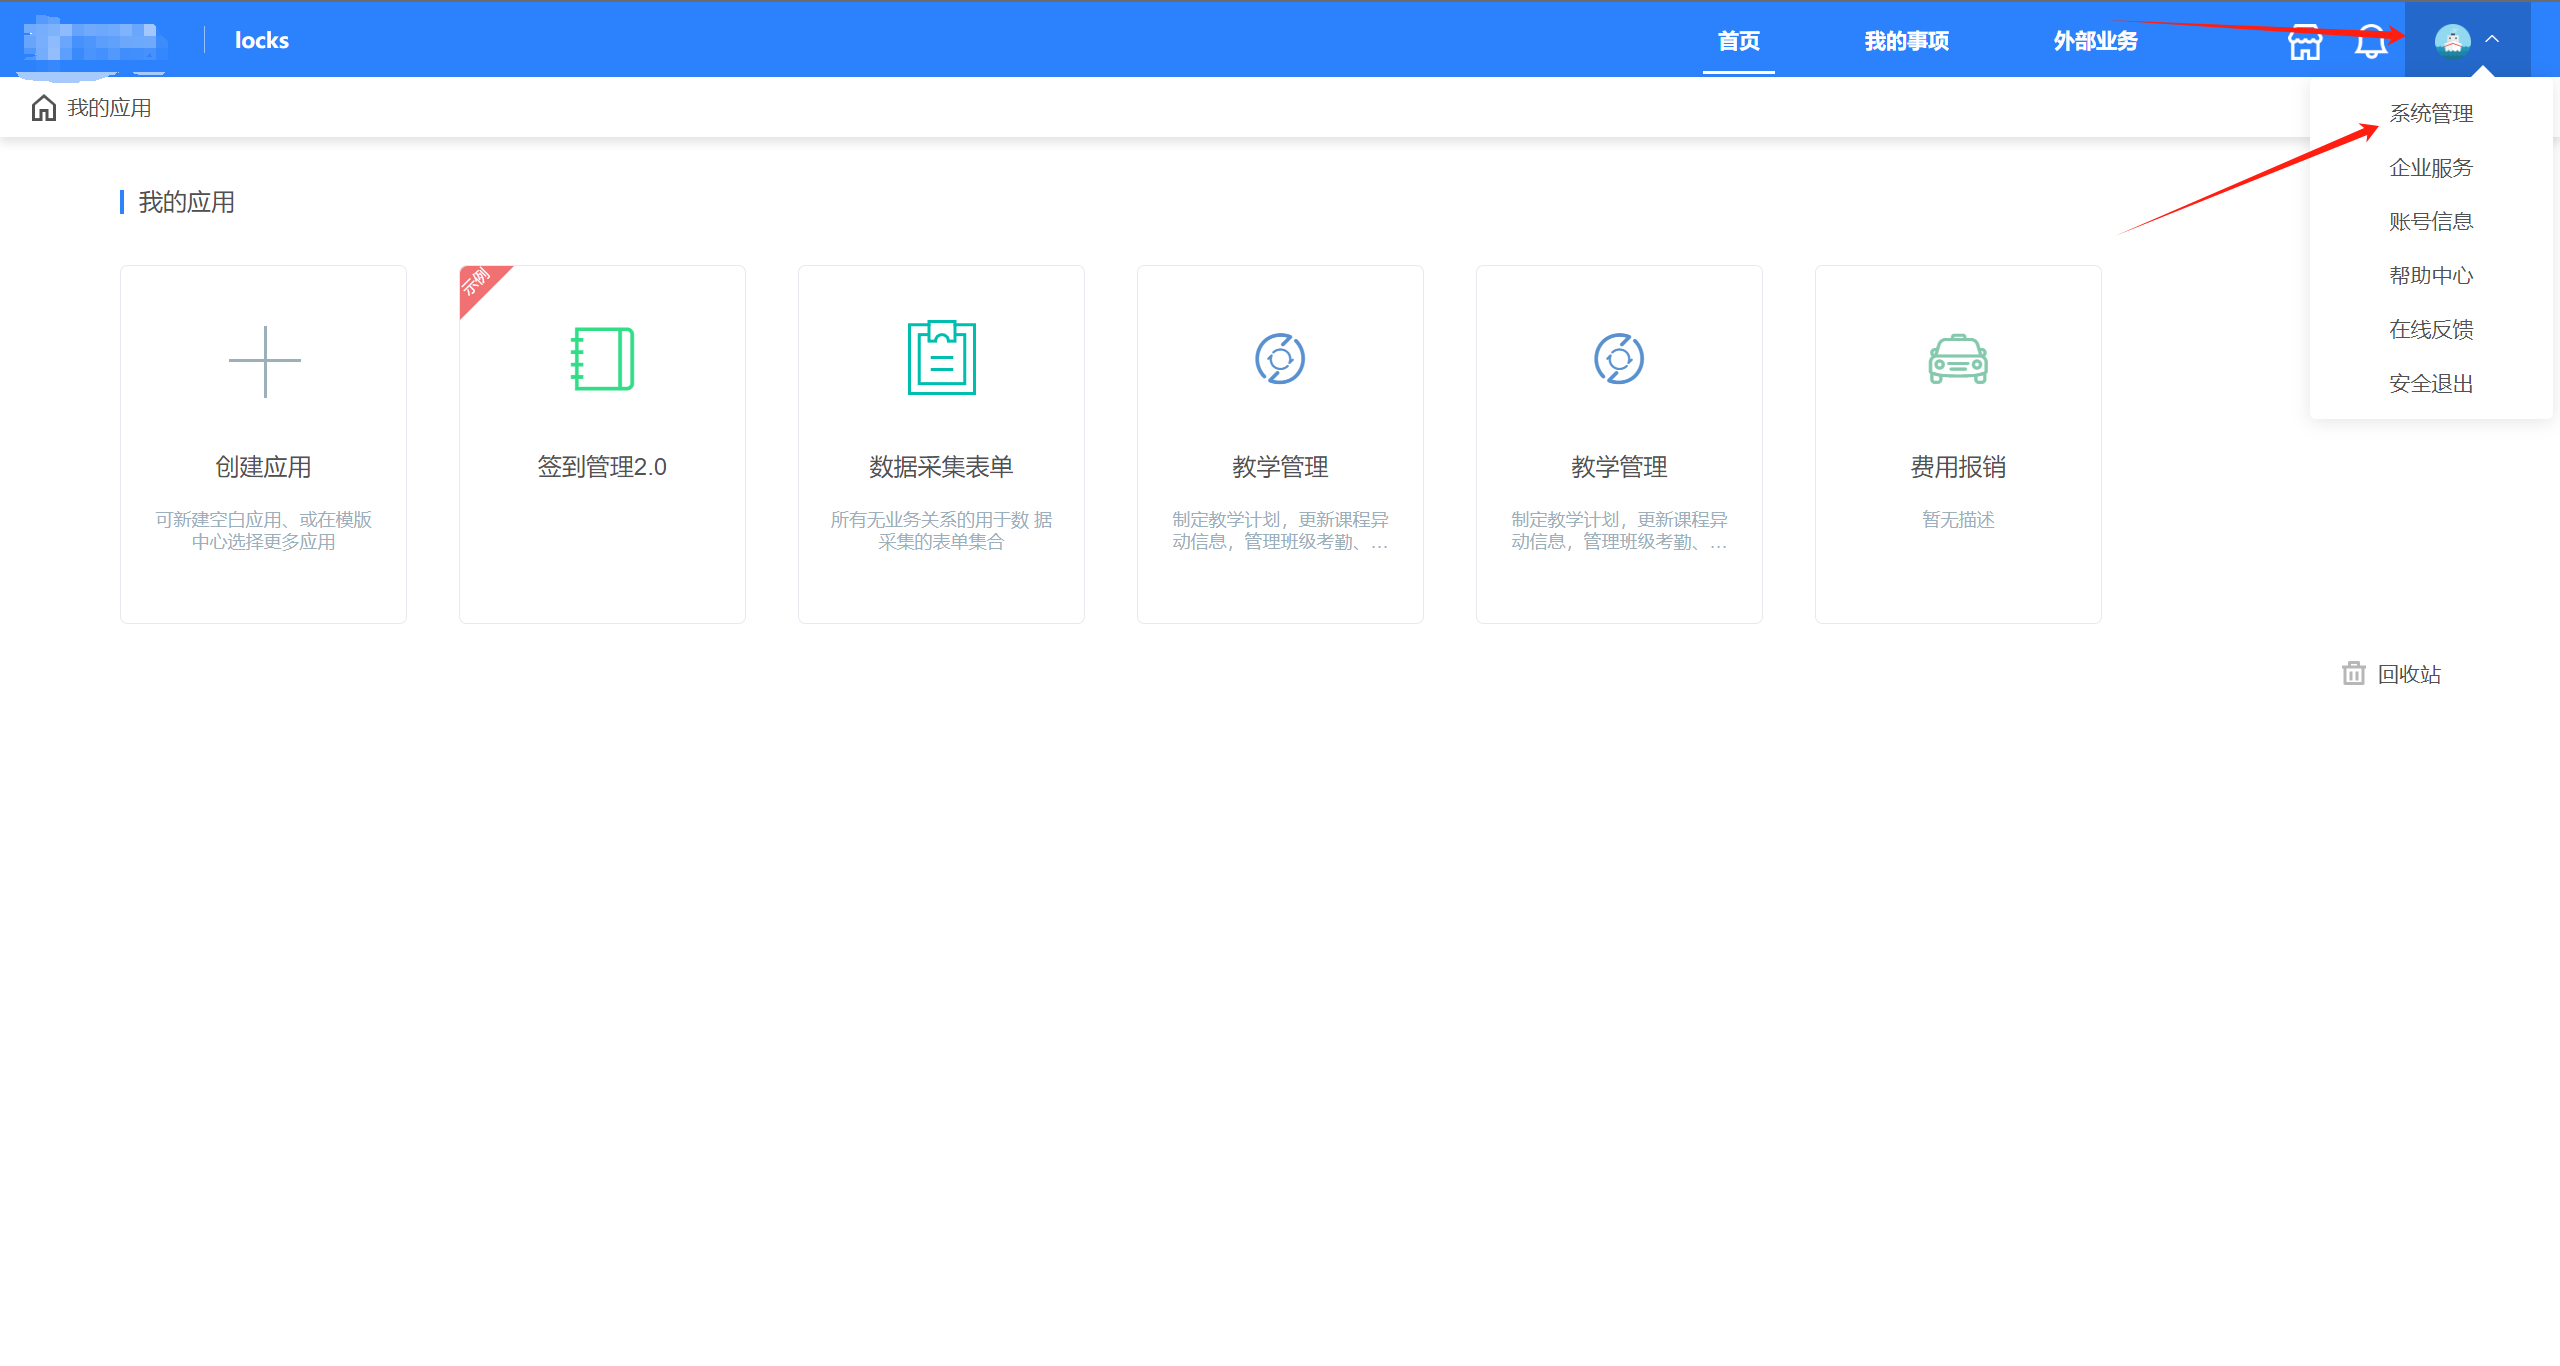 locks
首页
我的事项
外部业务
我的应用
系统管理
企业服务
账号信息
帮助中心
在线反馈
安全退出
我的应用
创建应用
可新建空白应用、或在模版
中心选择更多应用
示例
签到管理2.0
数据采集表单
所有无业务关系的用于数 据
采集的表单集合
教学管理
制定教学计划，更新课程异
动信息，管理班级考勤、...
教学管理
制定教学计划，更新课程异
动信息，管理班级考勤、...
费用报销
暂无描述
回收站